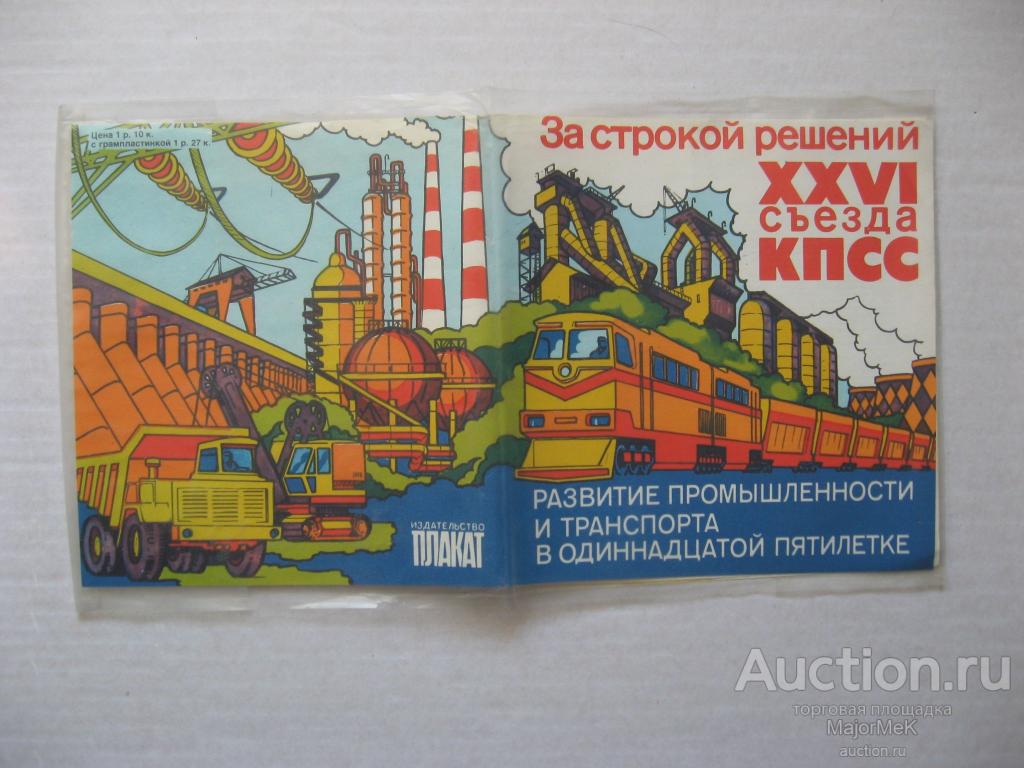 Цена 1 р. 10 к.
с грампластинкой 1 р. 27 к.
ИЗДАТЕЛЬСТВО
ПЛАКАТ
За строкой решений
XXVI
съезда
КПСС
РАЗВИТИЕ ПРОМЫШЛЕННОСТИ
И ТРАНСПОРТА
В ОДИННАДЦАТОЙ ПЯТИЛЕТКЕ
Auction.ru
торговая площадка
MajorMeK
auction.ru